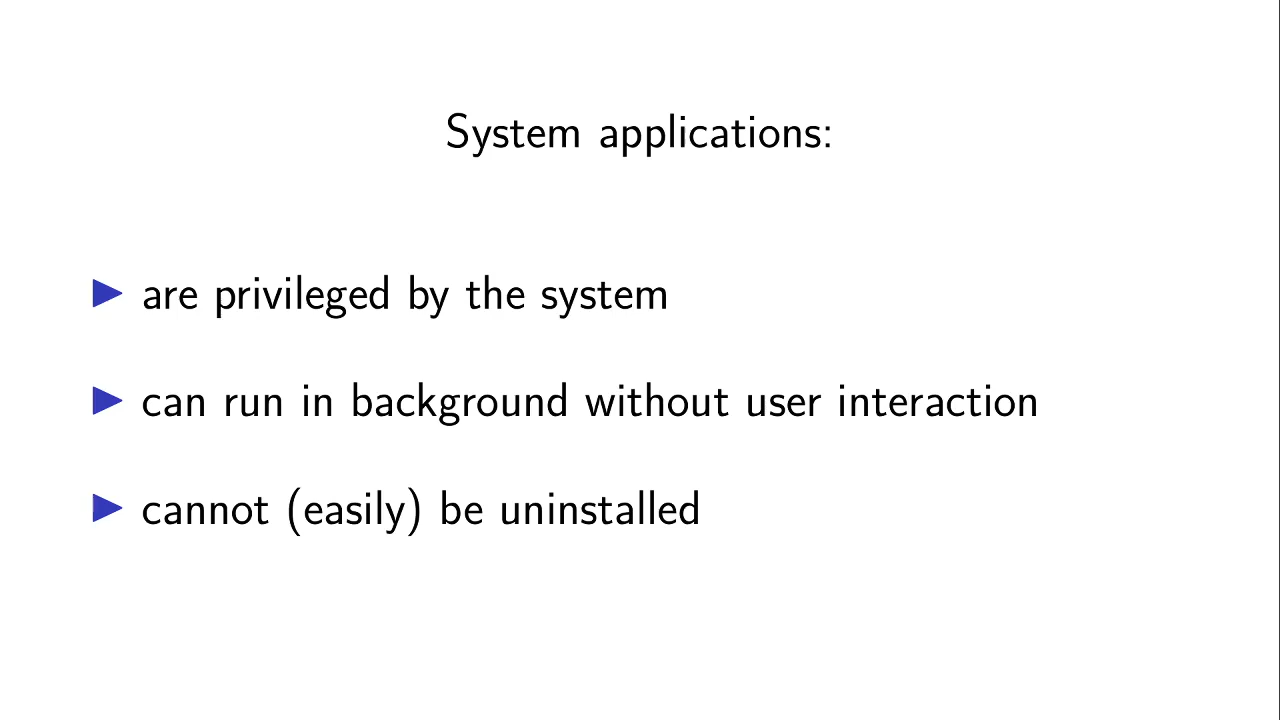 System applications:
are privileged by the system
can run in background without user interaction
cannot (easily) be uninstalled